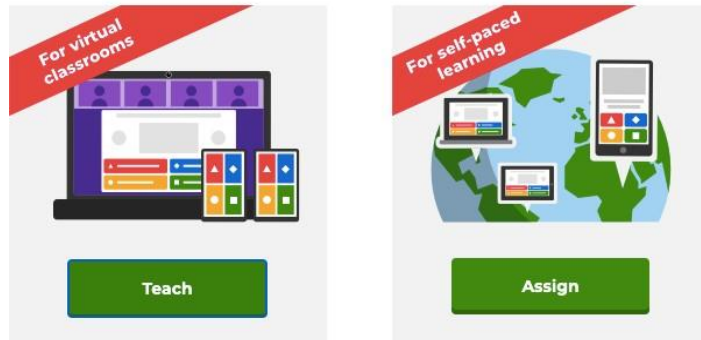 For virtual
classrooms
Teach
For self-paced
learning
Assign